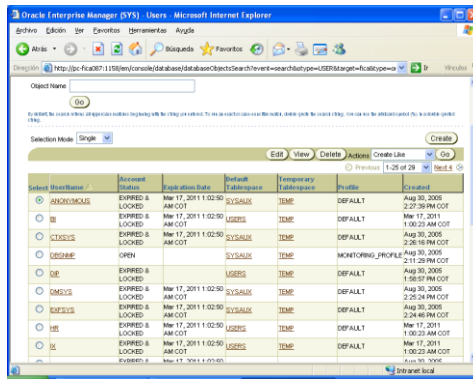 Oracle Enterprise Manager (SYS) - Users - Microsoft Internet Explorer
Archivo Edición Ver Favoritos Herramientas Ayuda
Atrás Búsqueda Favoritos
Dirección http://pc-fica087:1158/em/console/database/databaseObjectsSearch?event=search&otype=USER&target=fica&type=o Ir Vínculos
Object Name
Go
Selection Mode Single Create
Edit View Delete Actions Create Like Go
Previous 1-25 of 29 Next 4
Select UserName Account Status Expiration Date Default Tablespace Temporary Tablespace Profile Created
ANONYMOUS EXPIRED & LOCKED Mar 17, 2011 1:02:50 AM COT SYSAUX TEMP DEFAULT Aug 30, 2005 2:27:39 PM COT
BI EXPIRED & LOCKED Mar 17, 2011 1:02:50 AM COT USERS TEMP DEFAULT Mar 17, 2011 1:00:23 AM COT
CTXSYS EXPIRED & LOCKED Mar 17, 2011 1:02:50 AM COT SYSAUX TEMP DEFAULT Aug 30, 2005 2:26:16 PM COT
DBSNMP OPEN SYSAUX TEMP MONITORING_PROFILE Aug 30, 2005 2:11:29 PM COT
DIP EXPIRED & LOCKED USERS TEMP DEFAULT Aug 30, 2005 1:58:57 PM COT
DMSYS EXPIRED & LOCKED Mar 17, 2011 1:02:50 AM COT SYSAUX TEMP DEFAULT Aug 30, 2005 2:25:24 PM COT
EXFSYS EXPIRED & LOCKED Mar 17, 2011 1:02:50 AM COT SYSAUX TEMP DEFAULT Aug 30, 2005 2:24:46 PM COT
HR EXPIRED & LOCKED Mar 17, 2011 1:02:50 AM COT USERS TEMP DEFAULT Mar 17, 2011 1:00:23 AM COT
IX EXPIRED & LOCKED Mar 17, 2011 1:02:50 AM COT USERS TEMP DEFAULT Mar 17, 2011 1:00:23 AM COT
EXPIRED & Mar 17, 2011 1:02:50 Aug 30, 2005
Intranet local